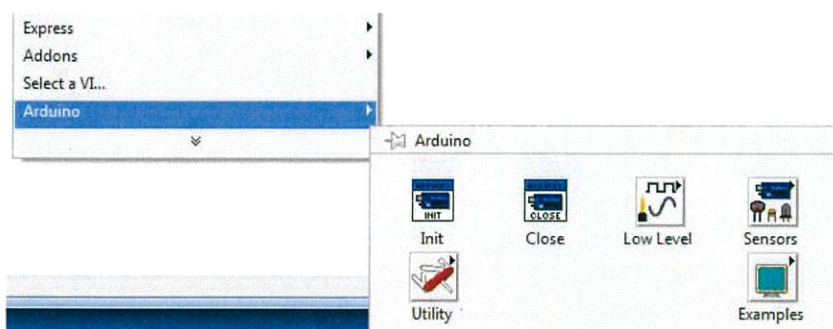 Express
Addons
Select a VI...
Arduino
Arduino
INIT
CLOSE
Init
Close
Low Level
Sensors
Utility
Examples